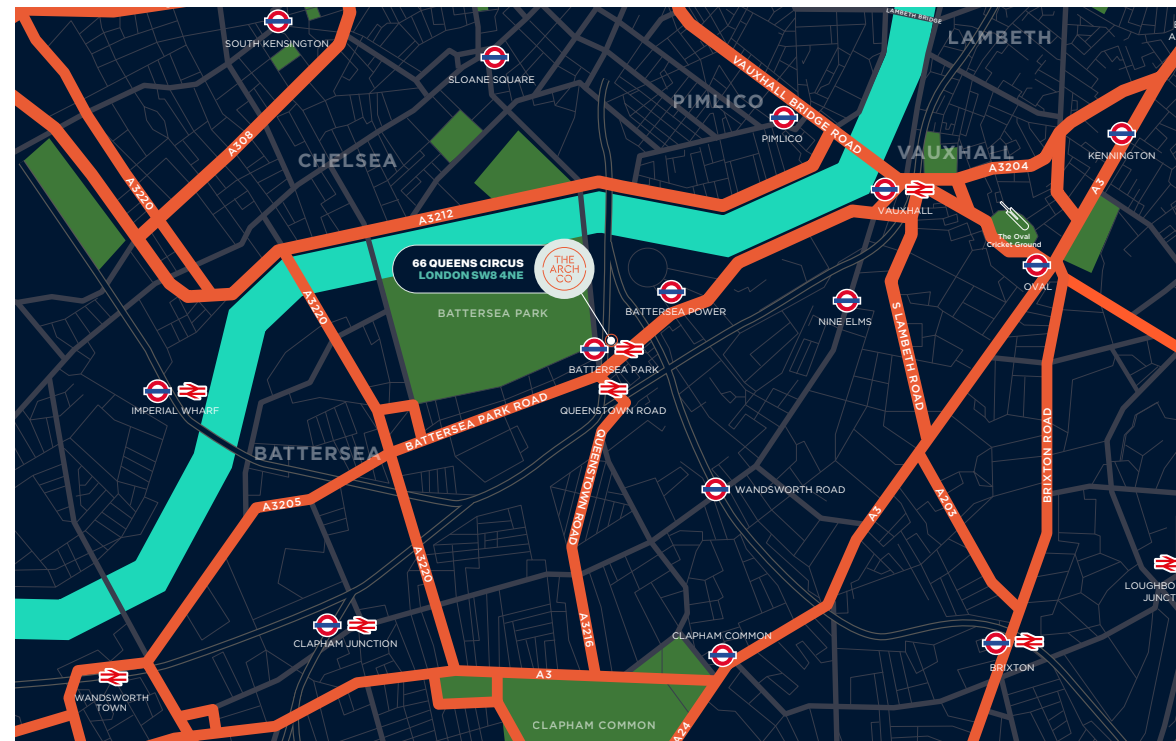 LAMBETH BRIDGE
LAMBETH
SOUTH KENSINGTON
SLOANE SQUARE
VAUXHALL BRIDGE ROAD
PIMLICO
PIMLICO
A308
CHELSEA
VAUXHALL
KENNINGTON
A3204
A3220
A3
A3212
VAUXHALL
The Oval
Cricket Ground
66 QUEENS CIRCUS
LONDON SW8 4NE
THE
ARCH
CO
OVAL
A3220
BATTERSEA PARK
BATTERSEA POWER
NINE ELMS
S LAMBETH ROAD
BATTERSEA PARK
IMPERIAL WHARF
QUEENSTOWN ROAD
BATTERSEA PARK ROAD
BATTERSEA
QUEENSTOWN ROAD
BRIXTON ROAD
WANDSWORTH ROAD
A3205
A3
A203
A3220
LOUGHBO
JUNCT
A3216
CLAPHAM JUNCTION
CLAPHAM COMMON
BRIXTON
A3
WANDSWORTH
TOWN
CLAPHAM COMMON
A24